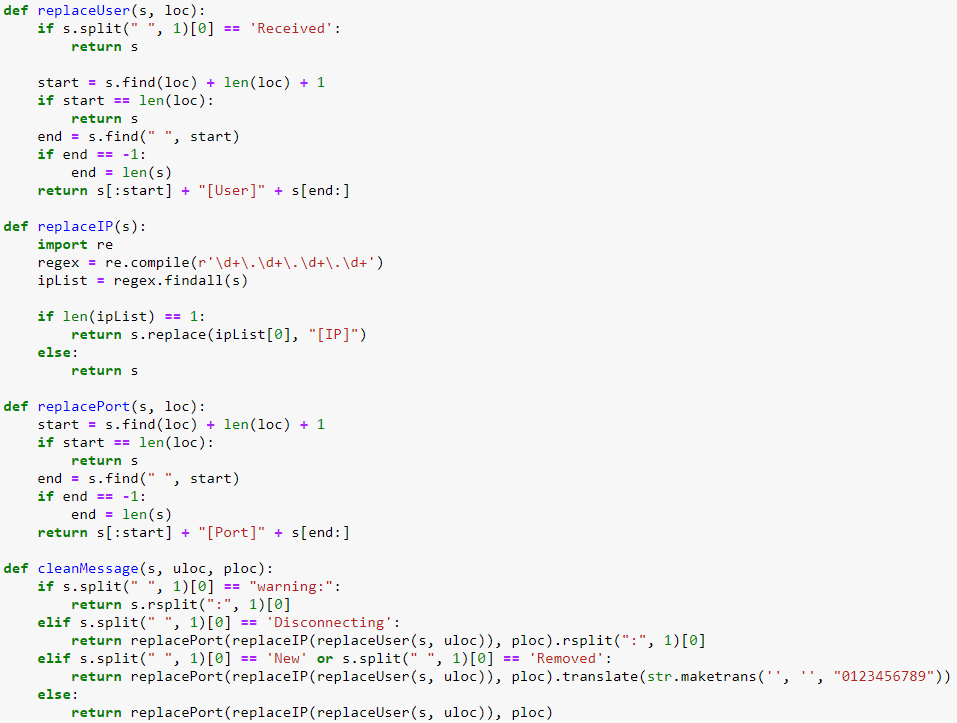 def replaceUser(s, loc):
    if s.split(" ", 1)[0] == 'Received':
        return s

    start = s.find(loc) + len(loc) + 1
    if start == len(loc):
        return s
    end = s.find(" ", start)
    if end == -1:
        end = len(s)
    return s[:start] + "[User]" + s[end:]

def replaceIP(s):
    import re
    regex = re.compile(r'\d+\.\d+\.\d+\.\d+')
    ipList = regex.findall(s)

    if len(ipList) == 1:
        return s.replace(ipList[0], "[IP]")
    else:
        return s

def replacePort(s, loc):
    start = s.find(loc) + len(loc) + 1
    if start == len(loc):
        return s
    end = s.find(" ", start)
    if end == -1:
        end = len(s)
    return s[:start] + "[Port]" + s[end:]

def cleanMessage(s, uloc, ploc):
    if s.split(" ", 1)[0] == "warning:":
        return s.rsplit(":", 1)[0]
    elif s.split(" ", 1)[0] == 'Disconnecting':
        return replacePort(replaceIP(replaceUser(s, uloc)), ploc).rsplit(":", 1)[0]
    elif s.split(" ", 1)[0] == 'New' or s.split(" ", 1)[0] == 'Removed':
        return replacePort(replaceIP(replaceUser(s, uloc)), ploc).translate(str.maketrans('', '', "0123456789"))
    else:
        return replacePort(replaceIP(replaceUser(s, uloc)), ploc)